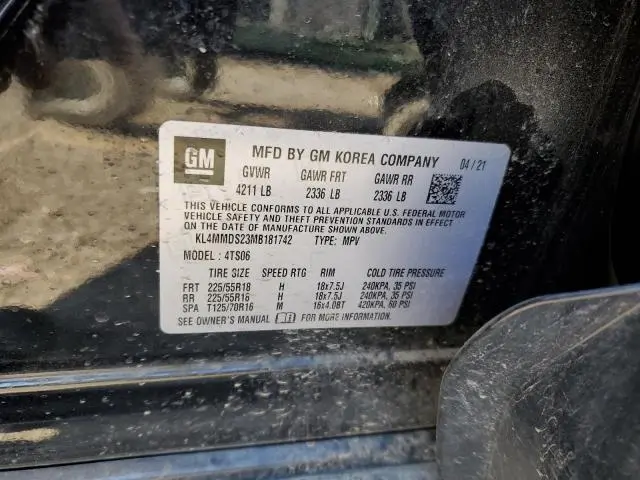 GM
MFD BY GM KOREA COMPANY 04/21
GVWR GAWR FRT GAWR RR
4211 LB 2336 LB 2336 LB
THIS VEHICLE CONFORMS TO ALL APPLICABLE U.S. FEDERAL MOTOR
VEHICLE SAFETY AND THEFT PREVENTION STANDARDS IN EFFECT
ON THE DATE OF MANUFACTURE SHOWN ABOVE.
KL4MMDS23MB181742 TYPE: MPV
MODEL: 4TS06
TIRE SIZE SPEED RTG RIM COLD TIRE PRESSURE
FRT 225/55R18 H 18x7.5J 240KPA, 35 PSI
RR 225/55R18 H 18x7.5J 240KPA, 35 PSI
SPA T125/70R16 M 16x4.0BT 420KPA, 60 PSI
SEE OWNER'S MANUAL FOR MORE INFORMATION.